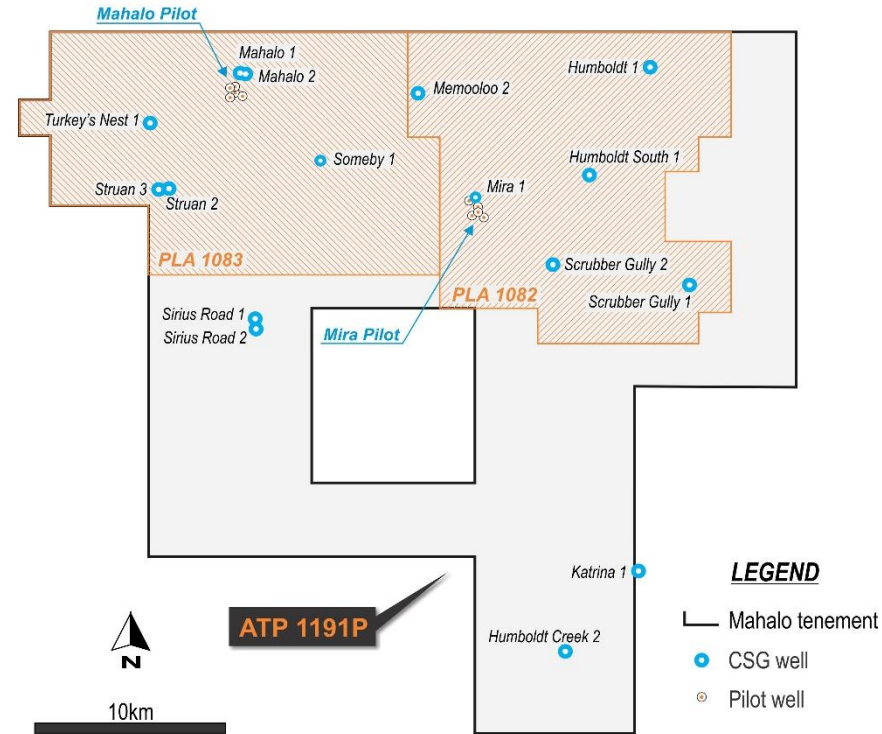 Mahalo Pilot
Mahalo 1
Mahalo 2
Memooloo 2
Humboldt 1
Turkey's Nest 1
Someby 1
Humboldt South 1
Struan 3
Struan 2
Mira 1
PLA 1083
Scrubber Gully 2
PLA 1082
Scrubber Gully 1
Sirius Road 1
Sirius Road 2
Mira Pilot
Katrina 1
LEGEND
Mahalo tenement
ATP 1191P
Humboldt Creek 2
CSG well
N
Pilot well
10km